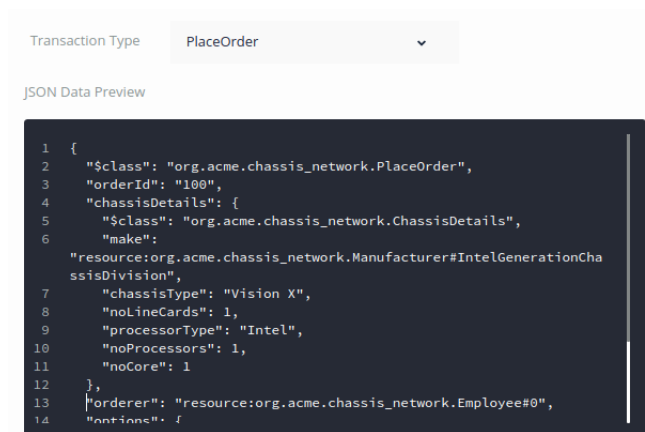 Transaction Type PlaceOrder
JSON Data Preview
1 {
2 "$class": "org.acme.chassis_network.PlaceOrder",
3 "orderId": "100",
4 "chassisDetails": {
5 "$class": "org.acme.chassis_network.ChassisDetails",
6 "make":
"resource:org.acme.chassis_network.Manufacturer#IntelGenerationCha
ssisDivision",
7 "chassisType": "Vision X",
8 "noLineCards": 1,
9 "processorType": "Intel",
10 "noProcessors": 1,
11 "noCore": 1
12 },
13 "orderer": "resource:org.acme.chassis_network.Employee#0",
14 "options": {